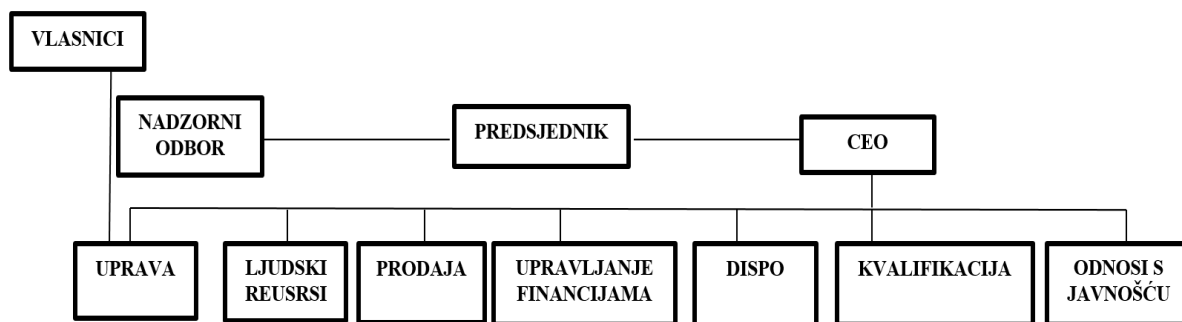 VLASNICI
NADZORNI
ODBOR
PREDSJEDNIK
CEO
UPRAVA
LJUDSKI
REUSRSI
PRODAJA
UPRAVLJANJE
FINANCIJAMA
DISPO
KVALIFIKACIJA
ODNOSI S
JAVNOŠĆU